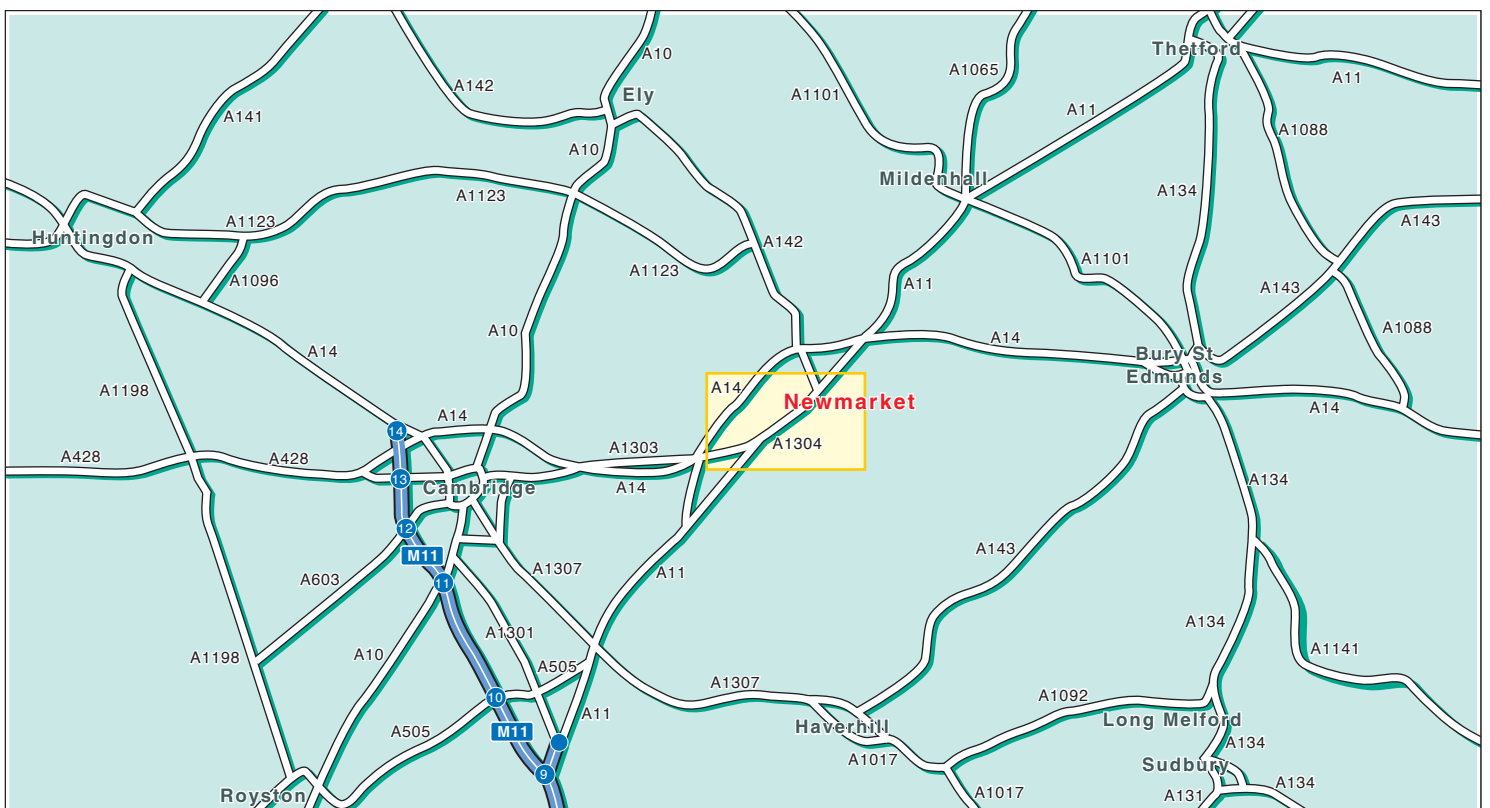 A10
Thetford
A142
A1065
A11
Ely
A1101
A141
A11
A1088
A10
Mildenhall
A1123
A134
A1123
A143
Huntingdon
A142
A1123
A1101
A1096
A11
A143
A10
A1088
A14
A14
Bury St
Edmunds
A1198
A14
Newmarket
A14
A14
14
A1303
A1304
A428
A428
13
Cambridge
A14
A134
12
M11
A143
A1307
A11
A603
11
A1301
A134
A1198
A10
A505
A1141
A1307
10
A1092
A11
Long Melford
A505
M11
Haverhill
A134
A1017
Sudbury
9
A134
Royston
A1017
A131